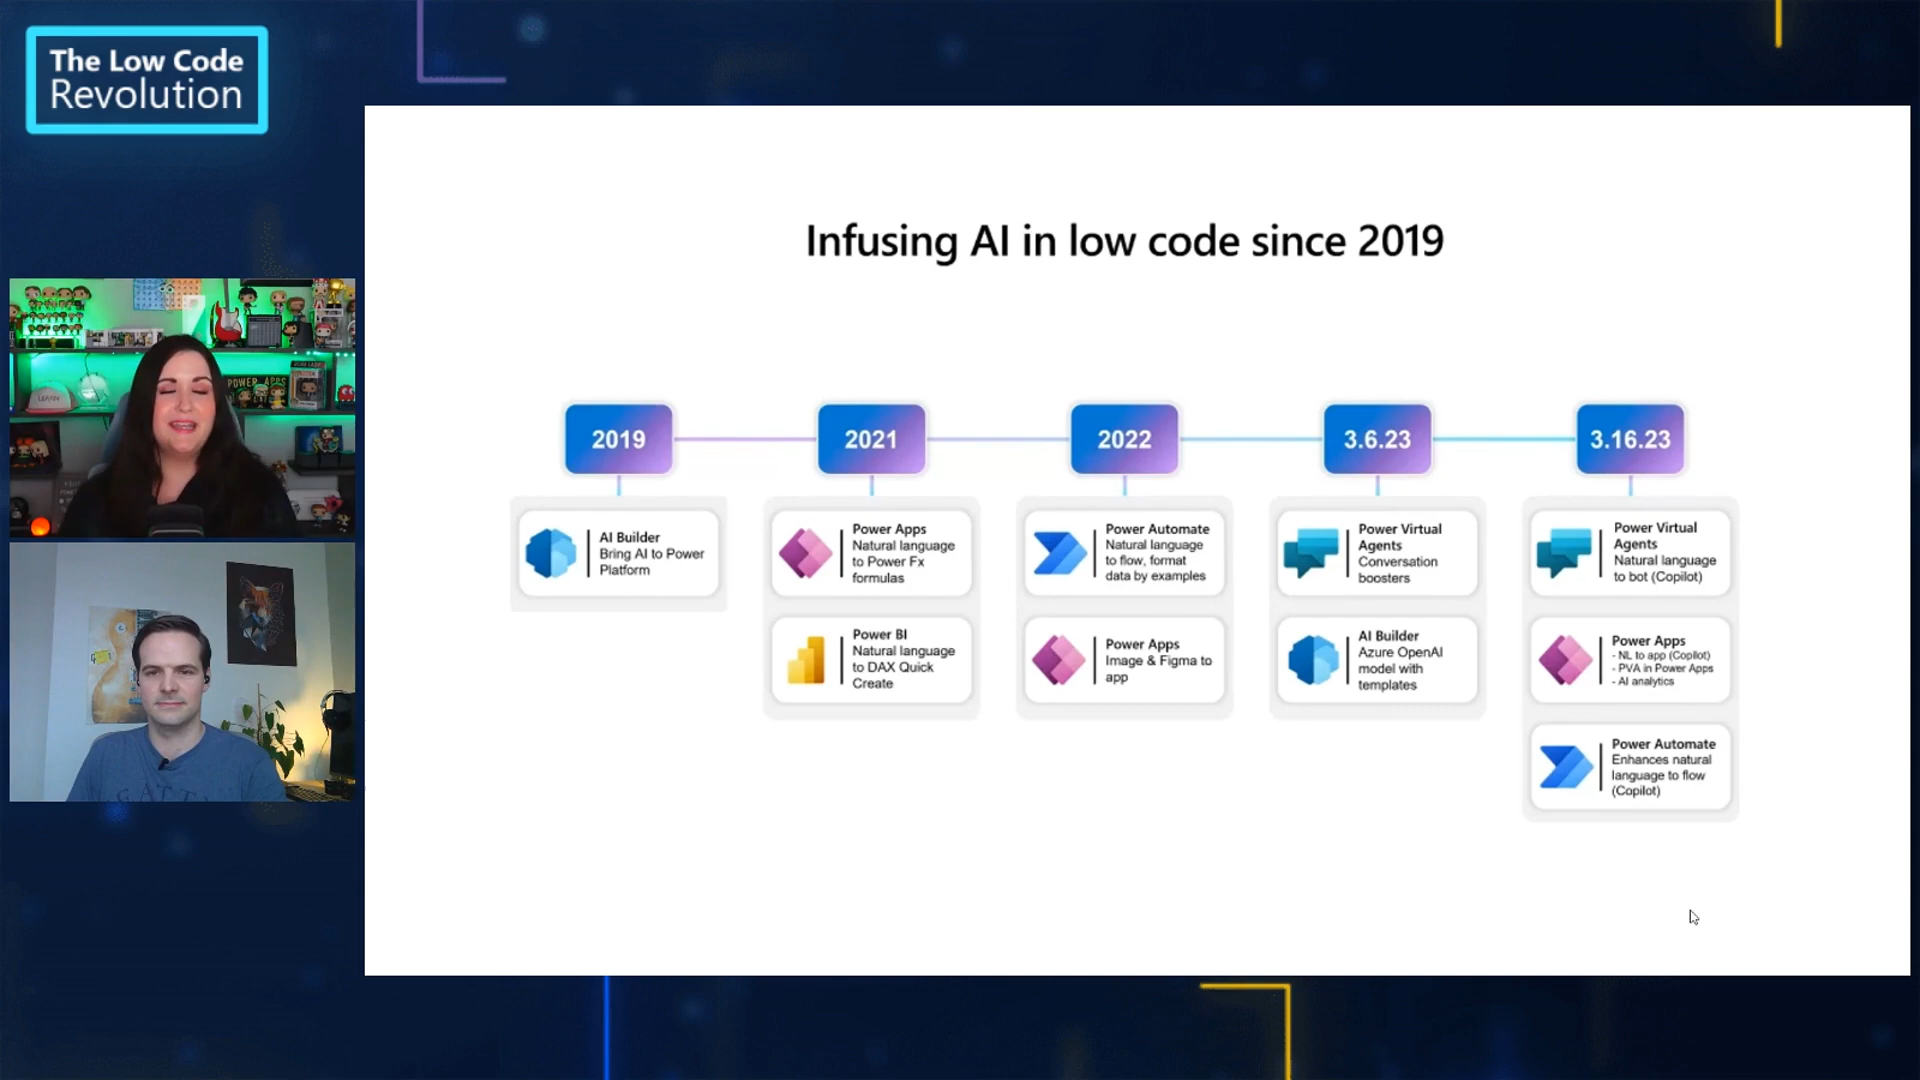 The Low Code
Revolution
Infusing AI in low code since 2019
2019
2021
2022
3.6.23
3.16.23
AI Builder
Bring AI to Power
Platform
Power Apps
Natural language
to Power Fx
formulas
Power BI
Natural language
to DAX Quick
Create
Power Automate
Natural language
to flow, format
data by examples
Power Apps
Image & Figma to
app
Power Virtual
Agents
Conversation
boosters
AI Builder
Azure OpenAI
model with
templates
Power Virtual
Agents
Natural language
to bot (Copilot)
Power Apps
- NL to app (Copilot)
- PVA in Power Apps
- AI analytics
Power Automate
Enhances natural
language to flow
(Copilot)
POWER APPS
LEARN